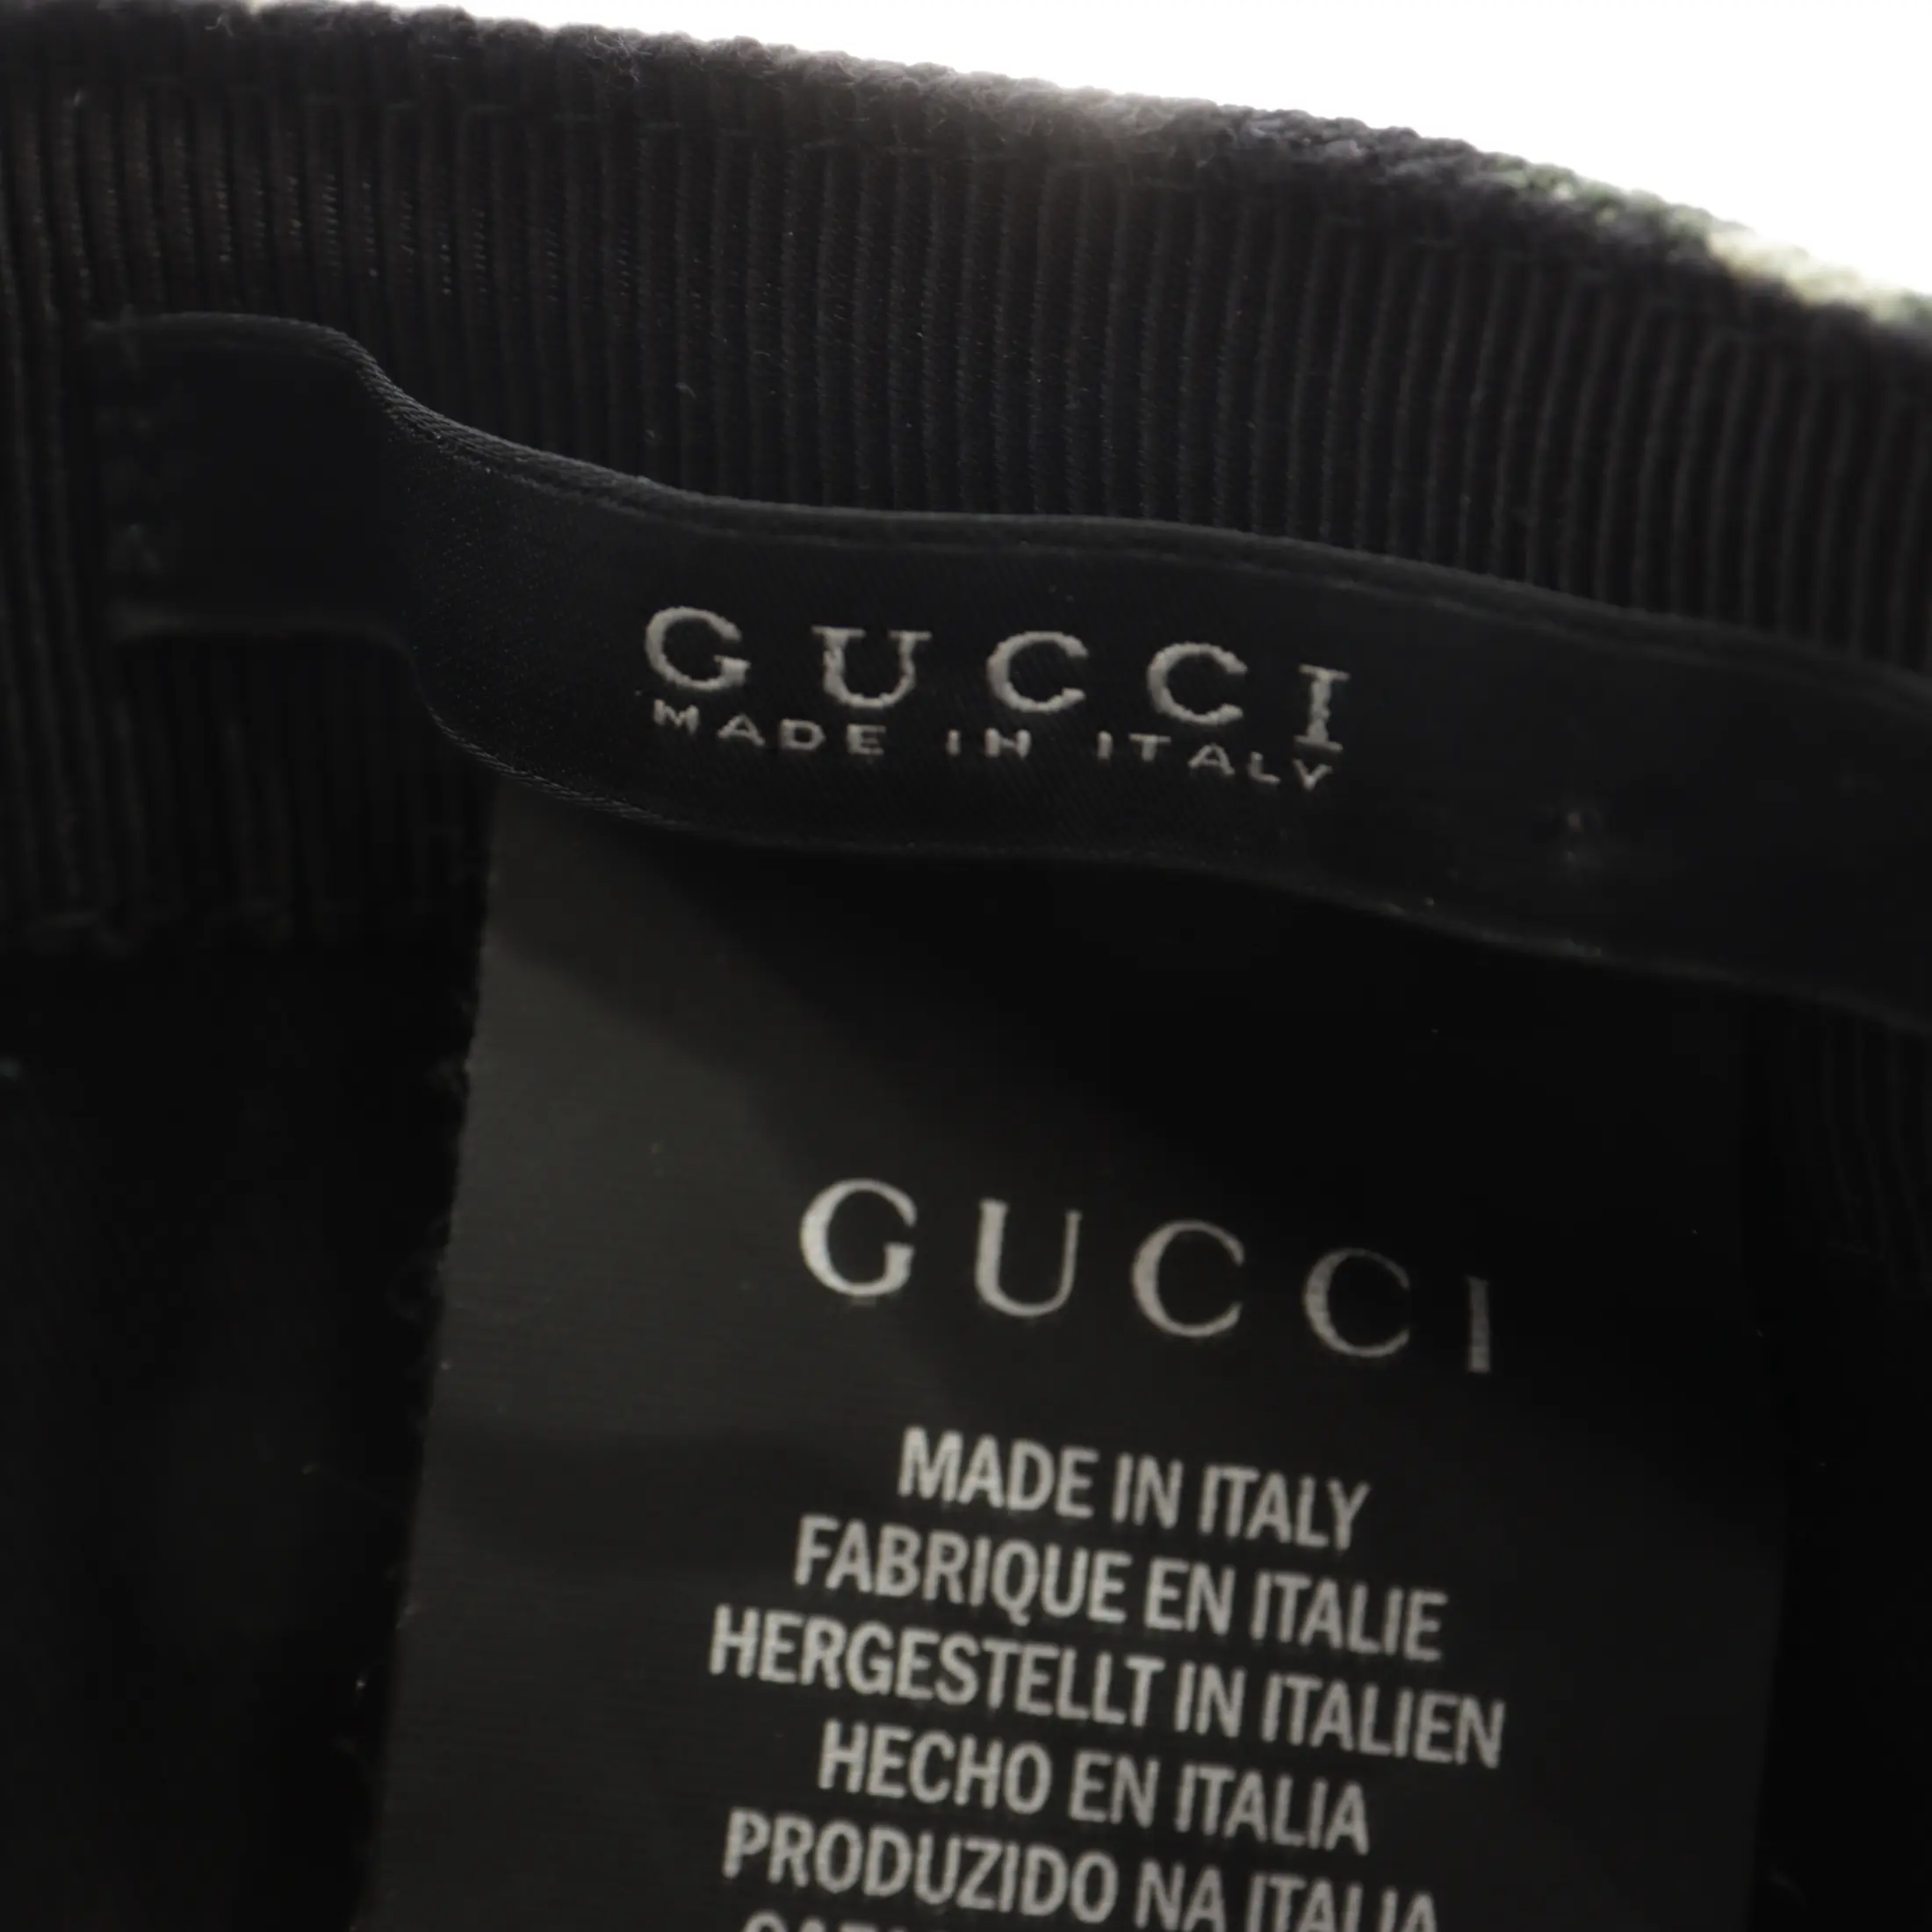 GUCCI
MADE IN ITALY
GUCCI
MADE IN ITALY
FABRIQUE EN ITALIE
HERGESTELLT IN ITALIEN
HECHO EN ITALIA
PRODUZIDO NA ITALIA